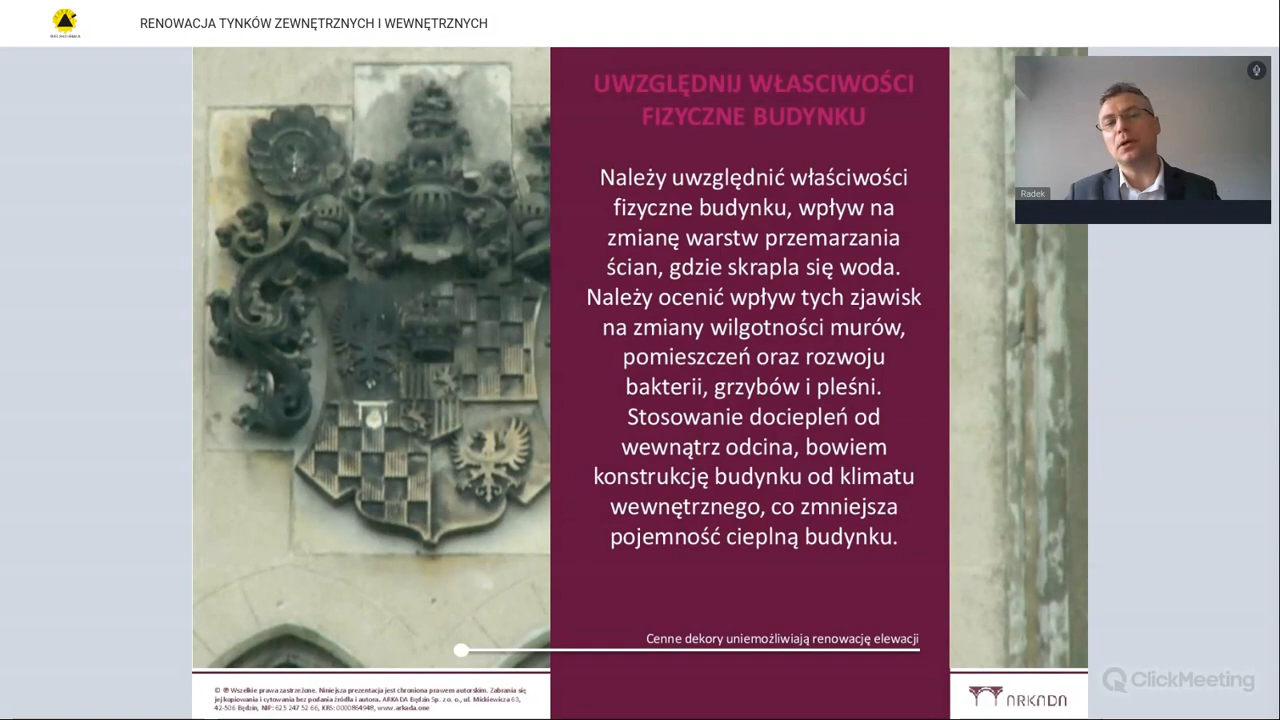 RENOWACJA TYNKÓW ZEWNĘTRZNYCH I WEWNĘTRZNYCH
UWZGLĘDNIJ WŁASCIWOŚCI
FIZYCZNE BUDYNKU
Należy uwzględnić właściwości
fizyczne budynku, wpływ na
zmianę warstw przemarzania
ścian, gdzie skrapla się woda.
Należy ocenić wpływ tych zjawisk
na zmiany wilgotności murów,
pomieszczeń oraz rozwoju
bakterii, grzybów i pleśni.
Stosowanie dociepleń od
wewnątrz odcina, bowiem
konstrukcję budynku od klimatu
wewnętrznego, co zmniejsza
pojemność cieplną budynku.
Cenne dekory uniemożliwiają renowację elewacji
Radek
© ℗ Wszelkie prawa zastrzeżone. Niniejsza prezentacja jest chroniona prawem autorskim. Zabrania się
jej kopiowania i cytowania bez podania źródła i autora. ARKADA Będzin Sp. z o. o., ul. Mickiewicza 63,
42-506 Będzin, NIP: 625 247 52 66, KRS: 0000864948, www.arkada.one
ARKADA
ClickMeeting